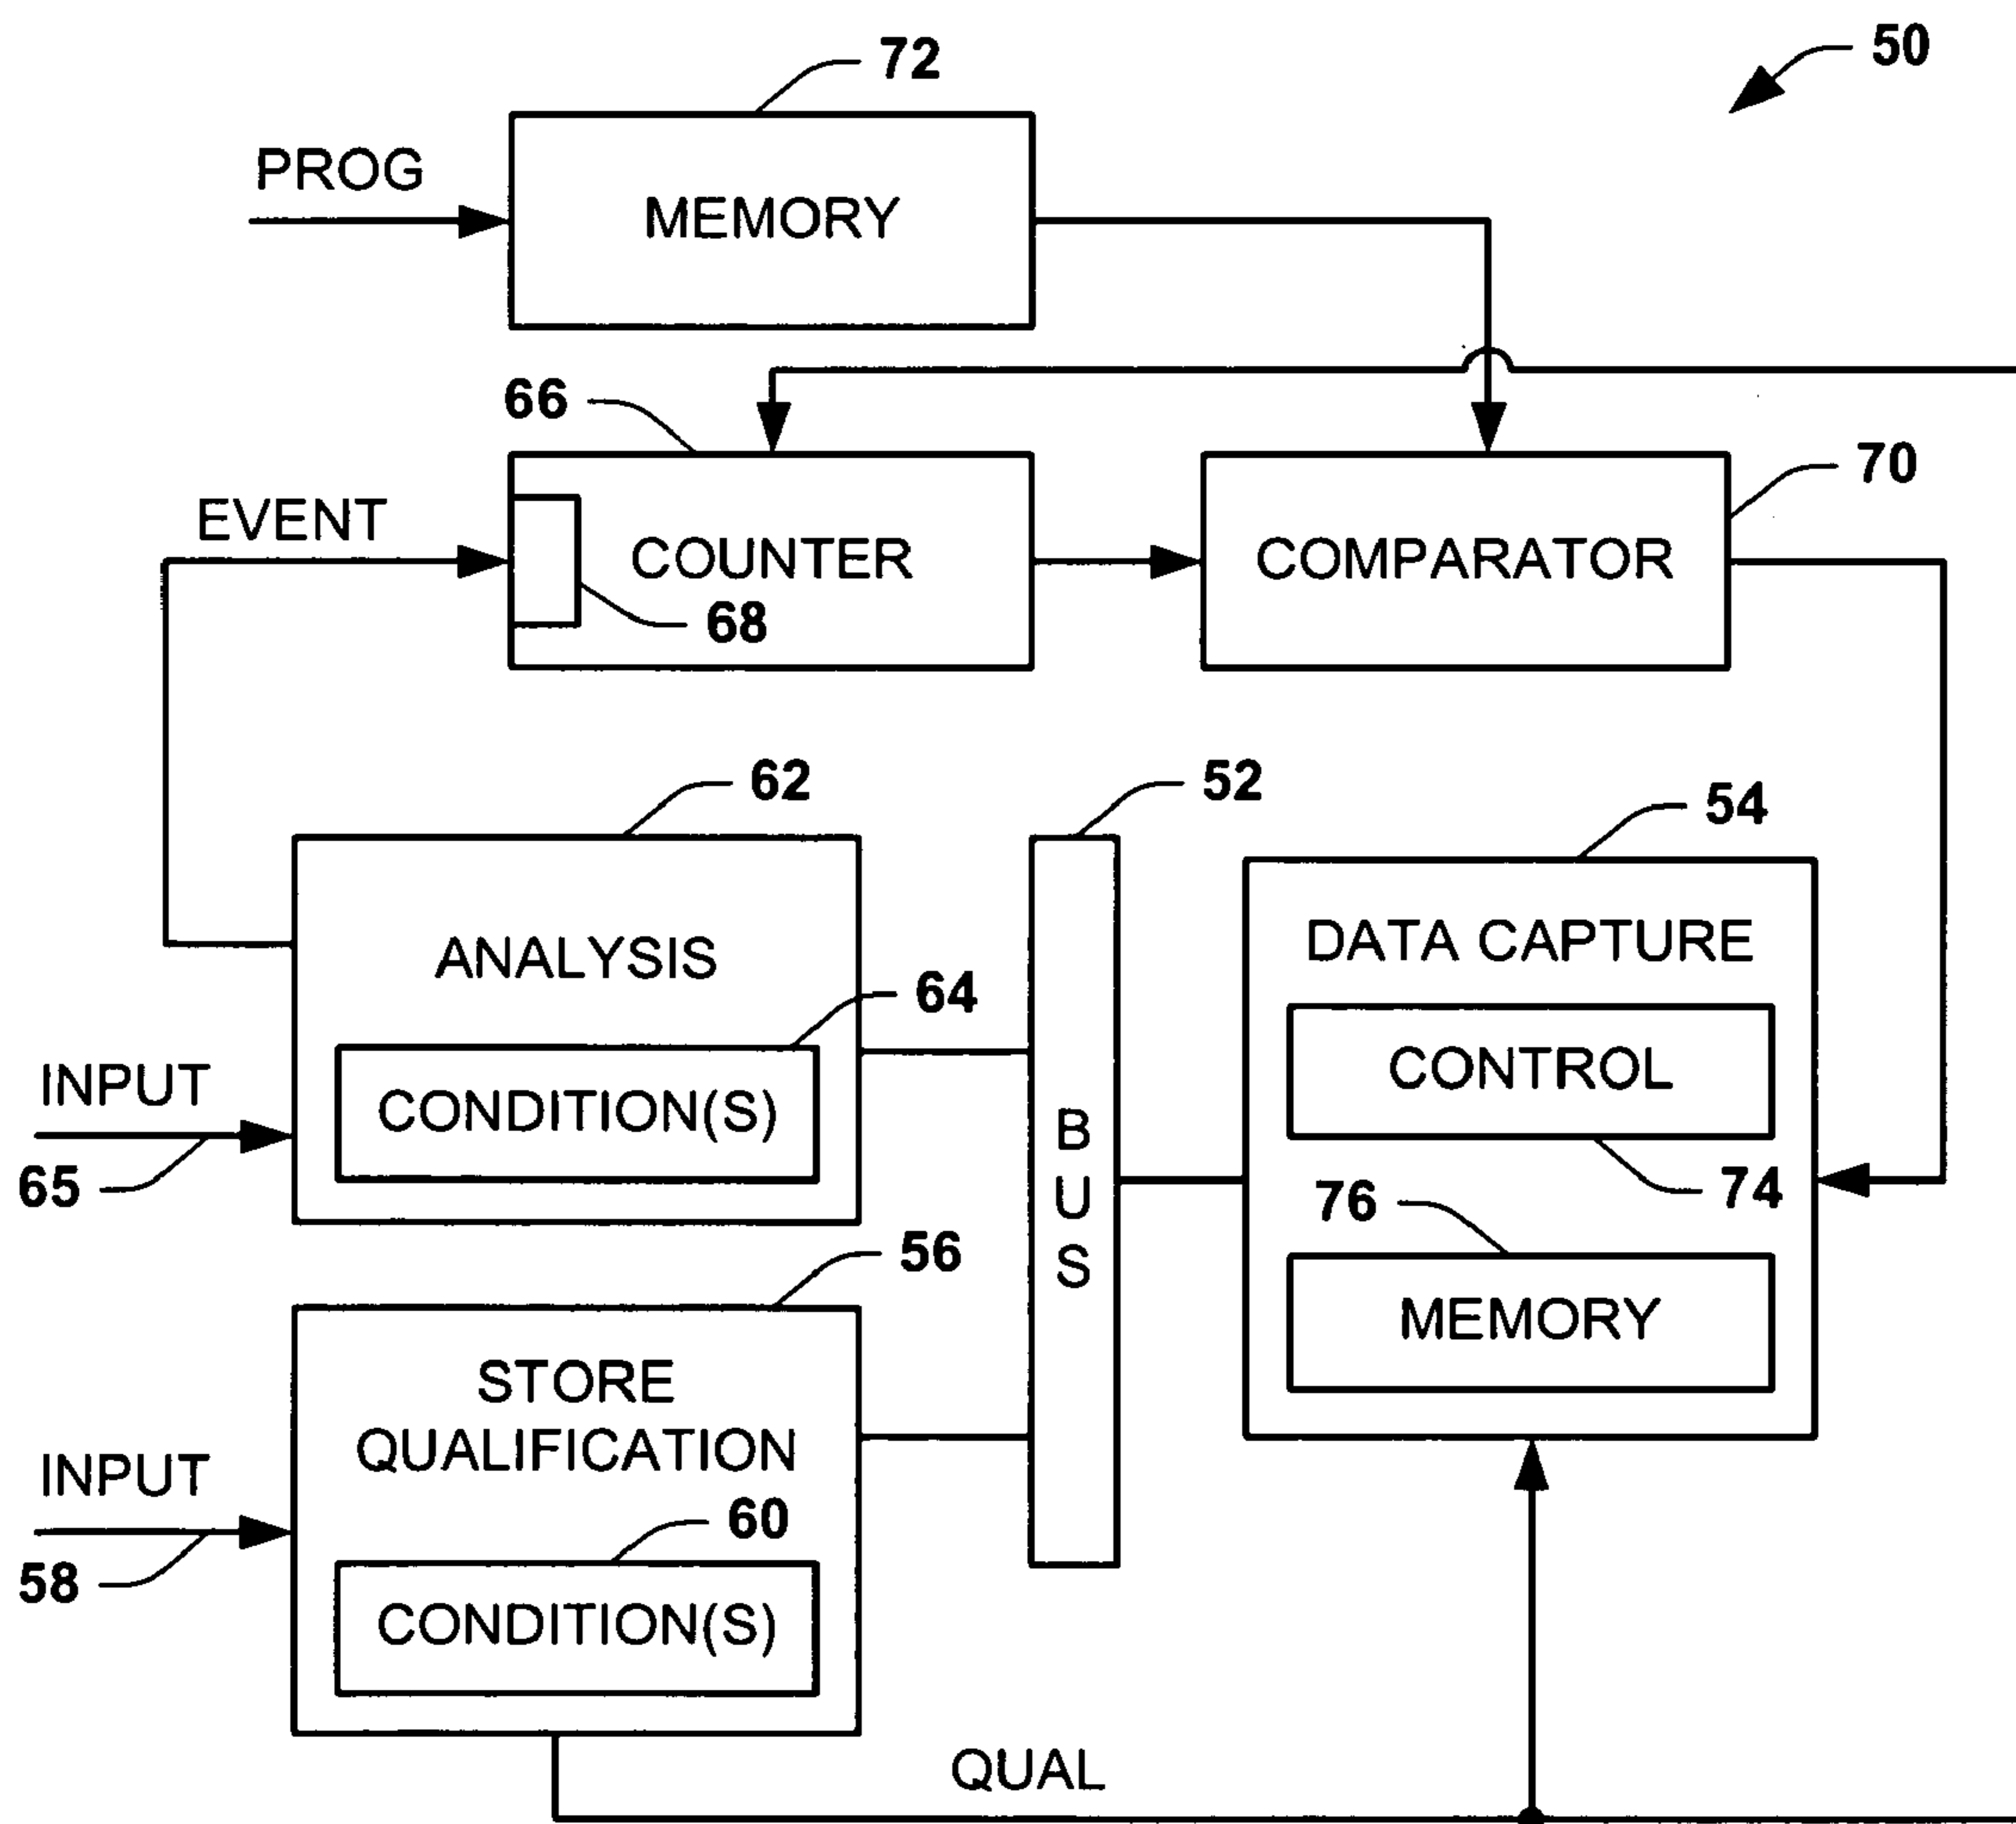 72
50
PROG
MEMORY
66
70
EVENT
COUNTER
COMPARATOR
68
62
52
54
ANALYSIS
DATA CAPTURE
64
CONTROL
INPUT
CONDITION(S)
BUS
65
74
76
56
MEMORY
STORE
QUALIFICATION
INPUT
60
58
CONDITION(S)
QUAL